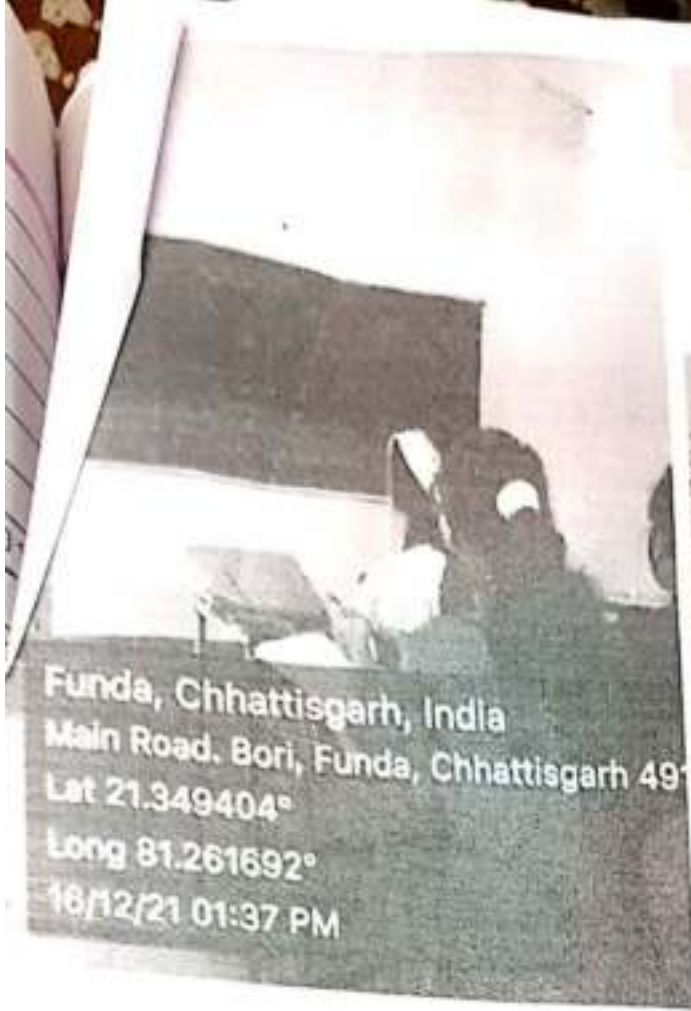 Funda, Chhattisgarh, India
Main Road. Bori, Funda, Chhattisgarh 491
Lat 21.349404°
Long 81.261692°
16/12/21 01:37 PM